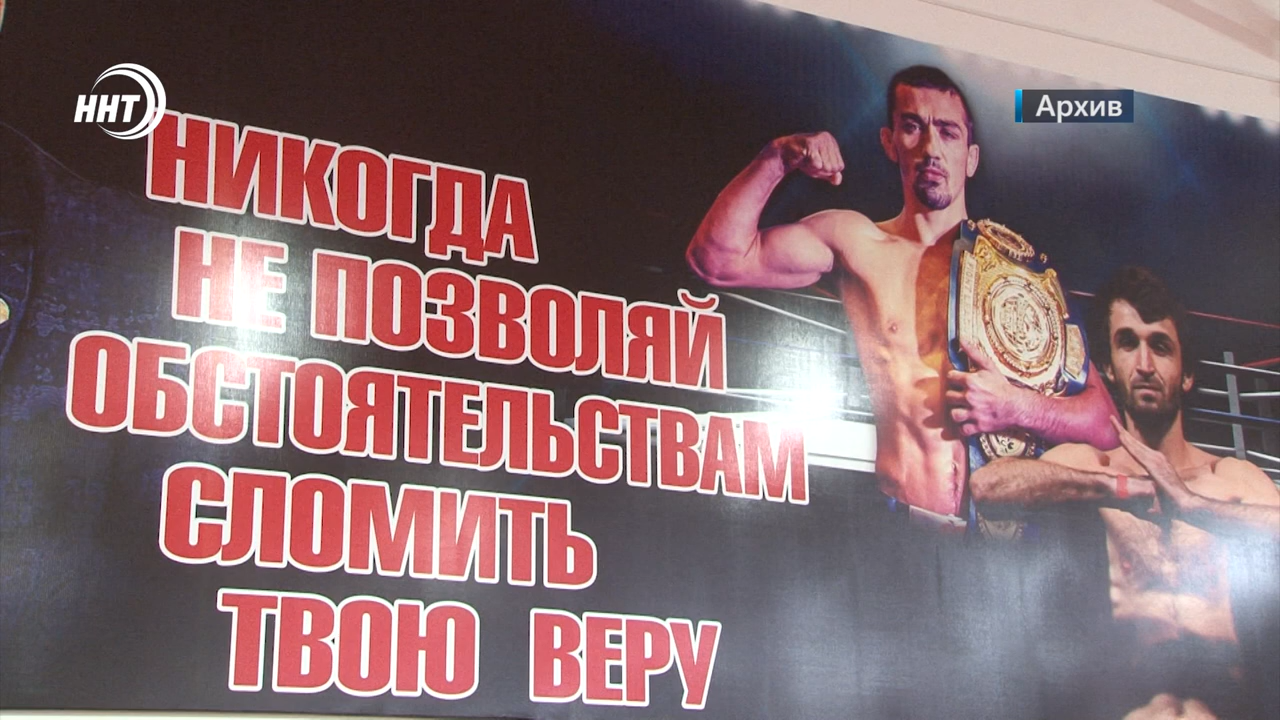 ННТ
Архив
НИКОГДА
НЕ ПОЗВОЛЯЙ
ОБСТОЯТЕЛЬСТВАМ
СЛОМИТЬ
ТВОЮ ВЕРУ